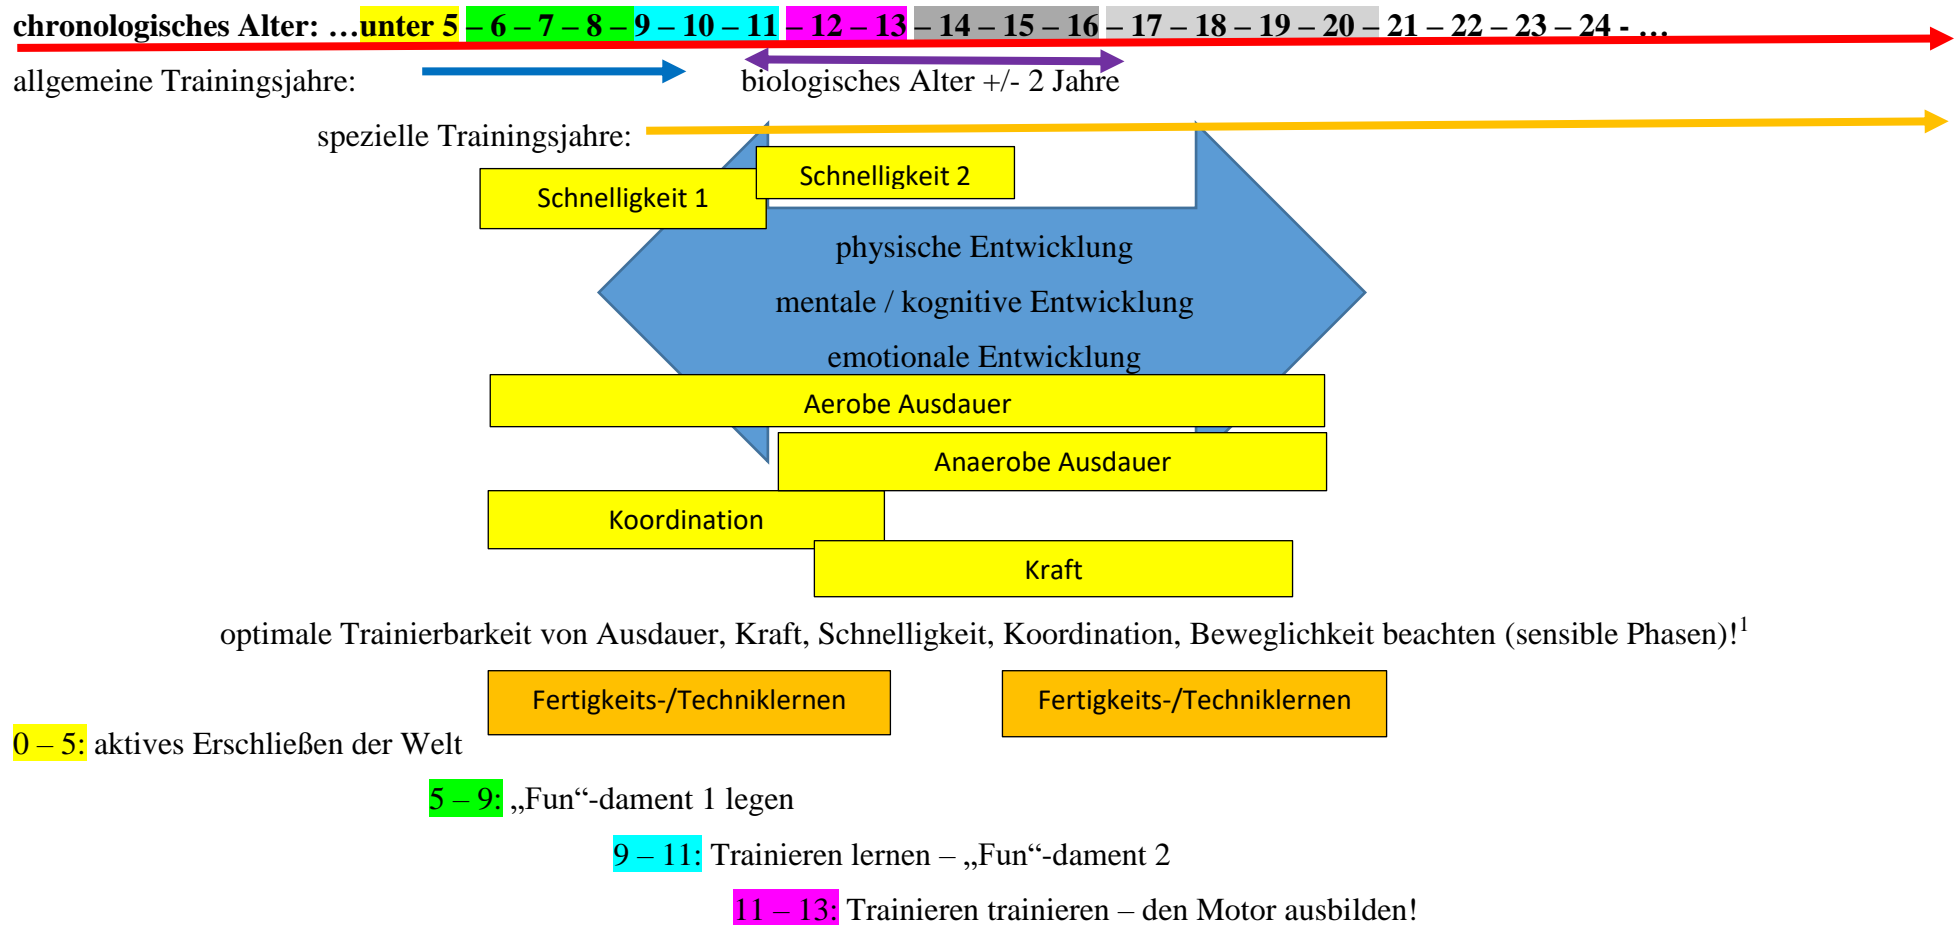 chronologisches Alter: …unter 5 – 6 – 7 – 8 – 9 – 10 – 11 – 12 – 13 – 14 – 15 – 16 – 17 – 18 – 19 – 20 – 21 – 22 – 23 – 24 - …
allgemeine Trainingsjahre: biologisches Alter +/- 2 Jahre
spezielle Trainingsjahre:
Schnelligkeit 2
Schnelligkeit 1
physische Entwicklung
mentale / kognitive Entwicklung
emotionale Entwicklung
Aerobe Ausdauer
Anaerobe Ausdauer
Koordination
Kraft
optimale Trainierbarkeit von Ausdauer, Kraft, Schnelligkeit, Koordination, Beweglichkeit beachten (sensible Phasen)!¹
Fertigkeits-/Techniklernen Fertigkeits-/Techniklernen
0 – 5: aktives Erschließen der Welt
5 – 9: „Fun“-dament 1 legen
9 – 11: Trainieren lernen – „Fun“-dament 2
11 – 13: Trainieren trainieren – den Motor ausbilden!